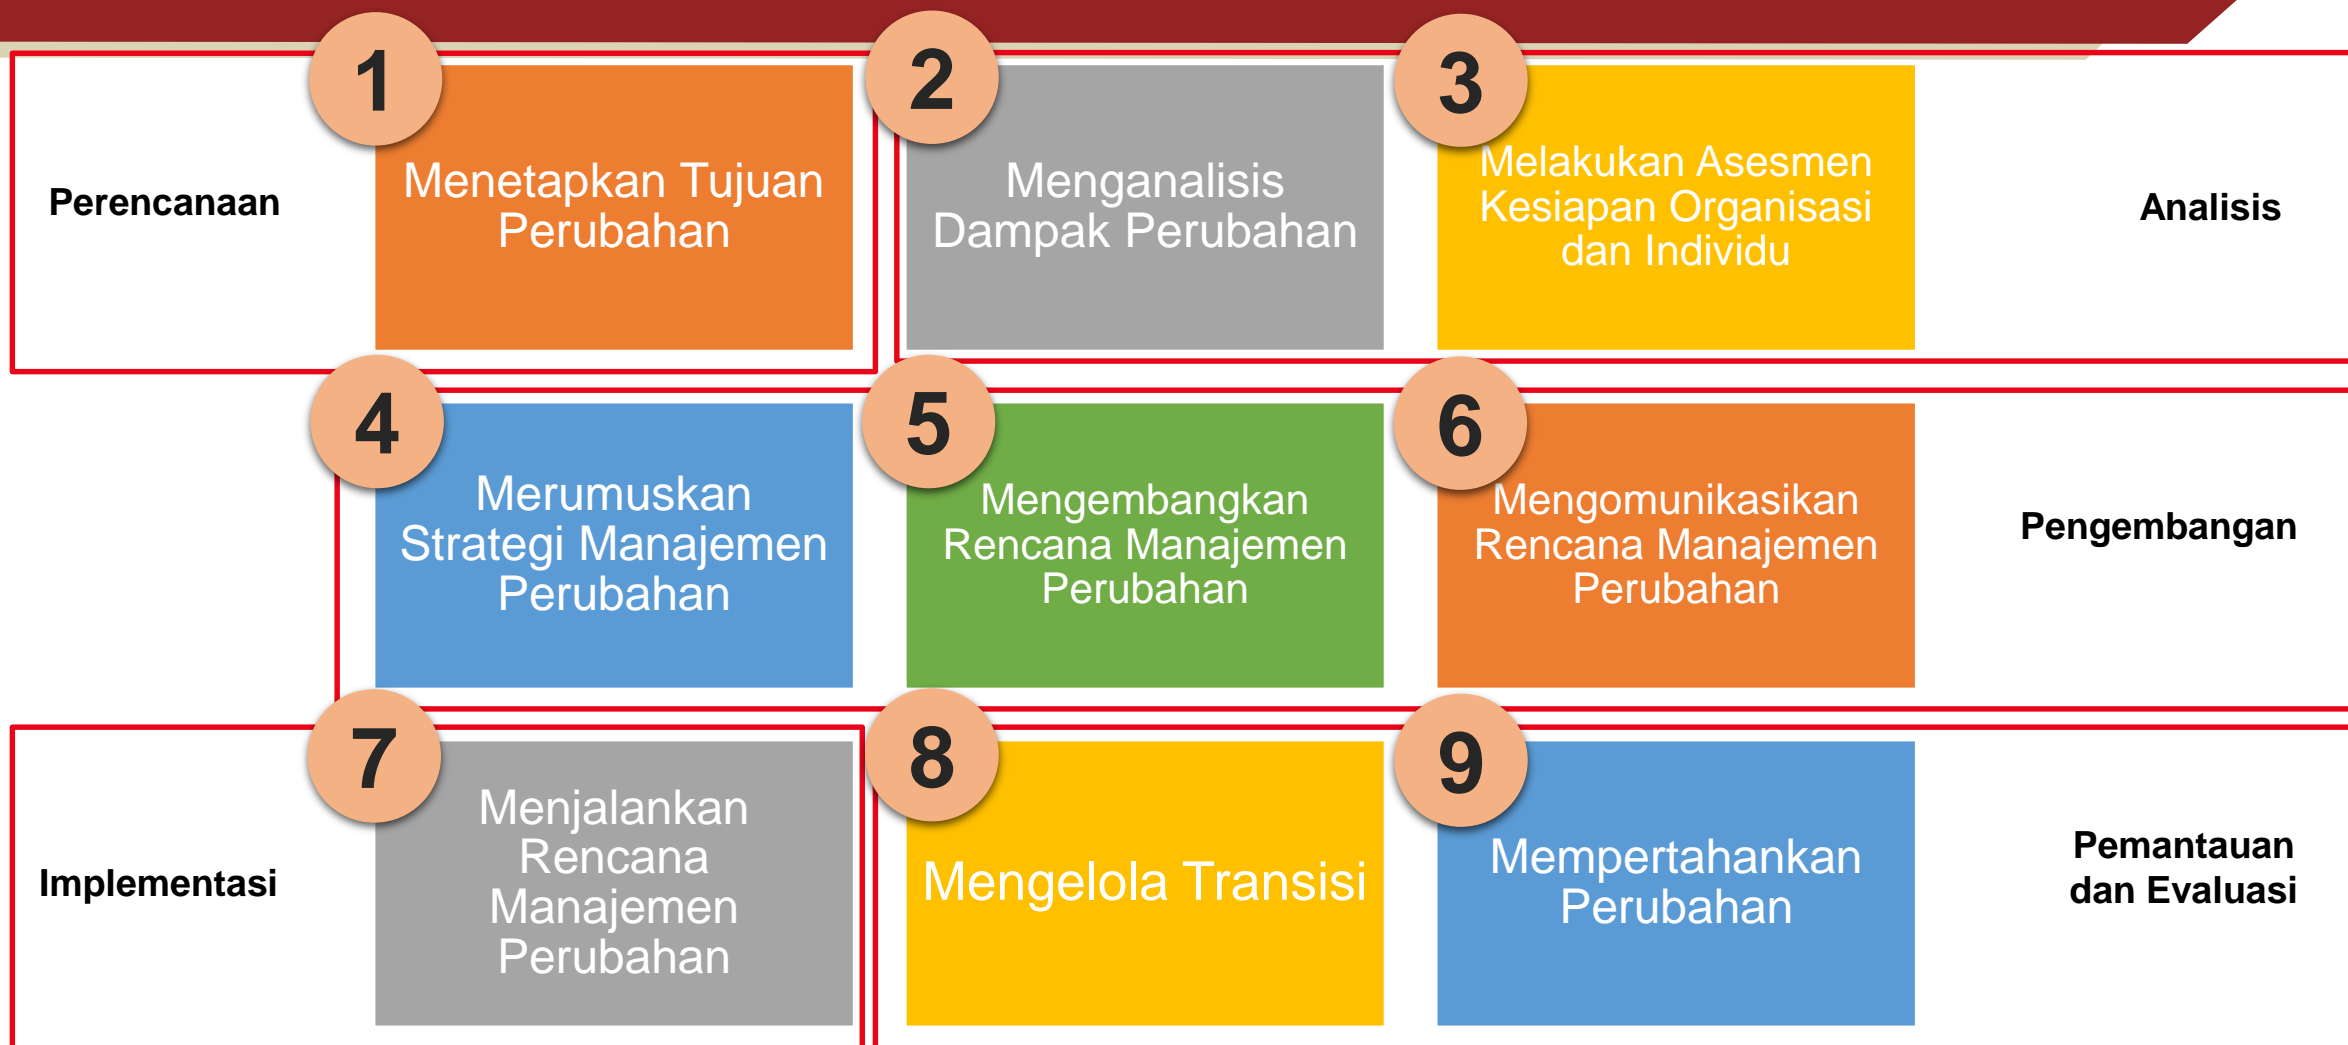 Perencanaan
1
Menetapkan Tujuan
Perubahan
2
Menganalisis
Dampak Perubahan
3
Melakukan Asesmen
Kesiapan Organisasi
dan Individu
Analisis
4
Merumuskan
Strategi Manajemen
Perubahan
5
Mengembangkan
Rencana Manajemen
Perubahan
6
Mengomunikasikan
Rencana Manajemen
Perubahan
Pengembangan
Implementasi
7
Menjalankan
Rencana
Manajemen
Perubahan
8
Mengelola Transisi
9
Mempertahankan
Perubahan
Pemantauan
dan Evaluasi